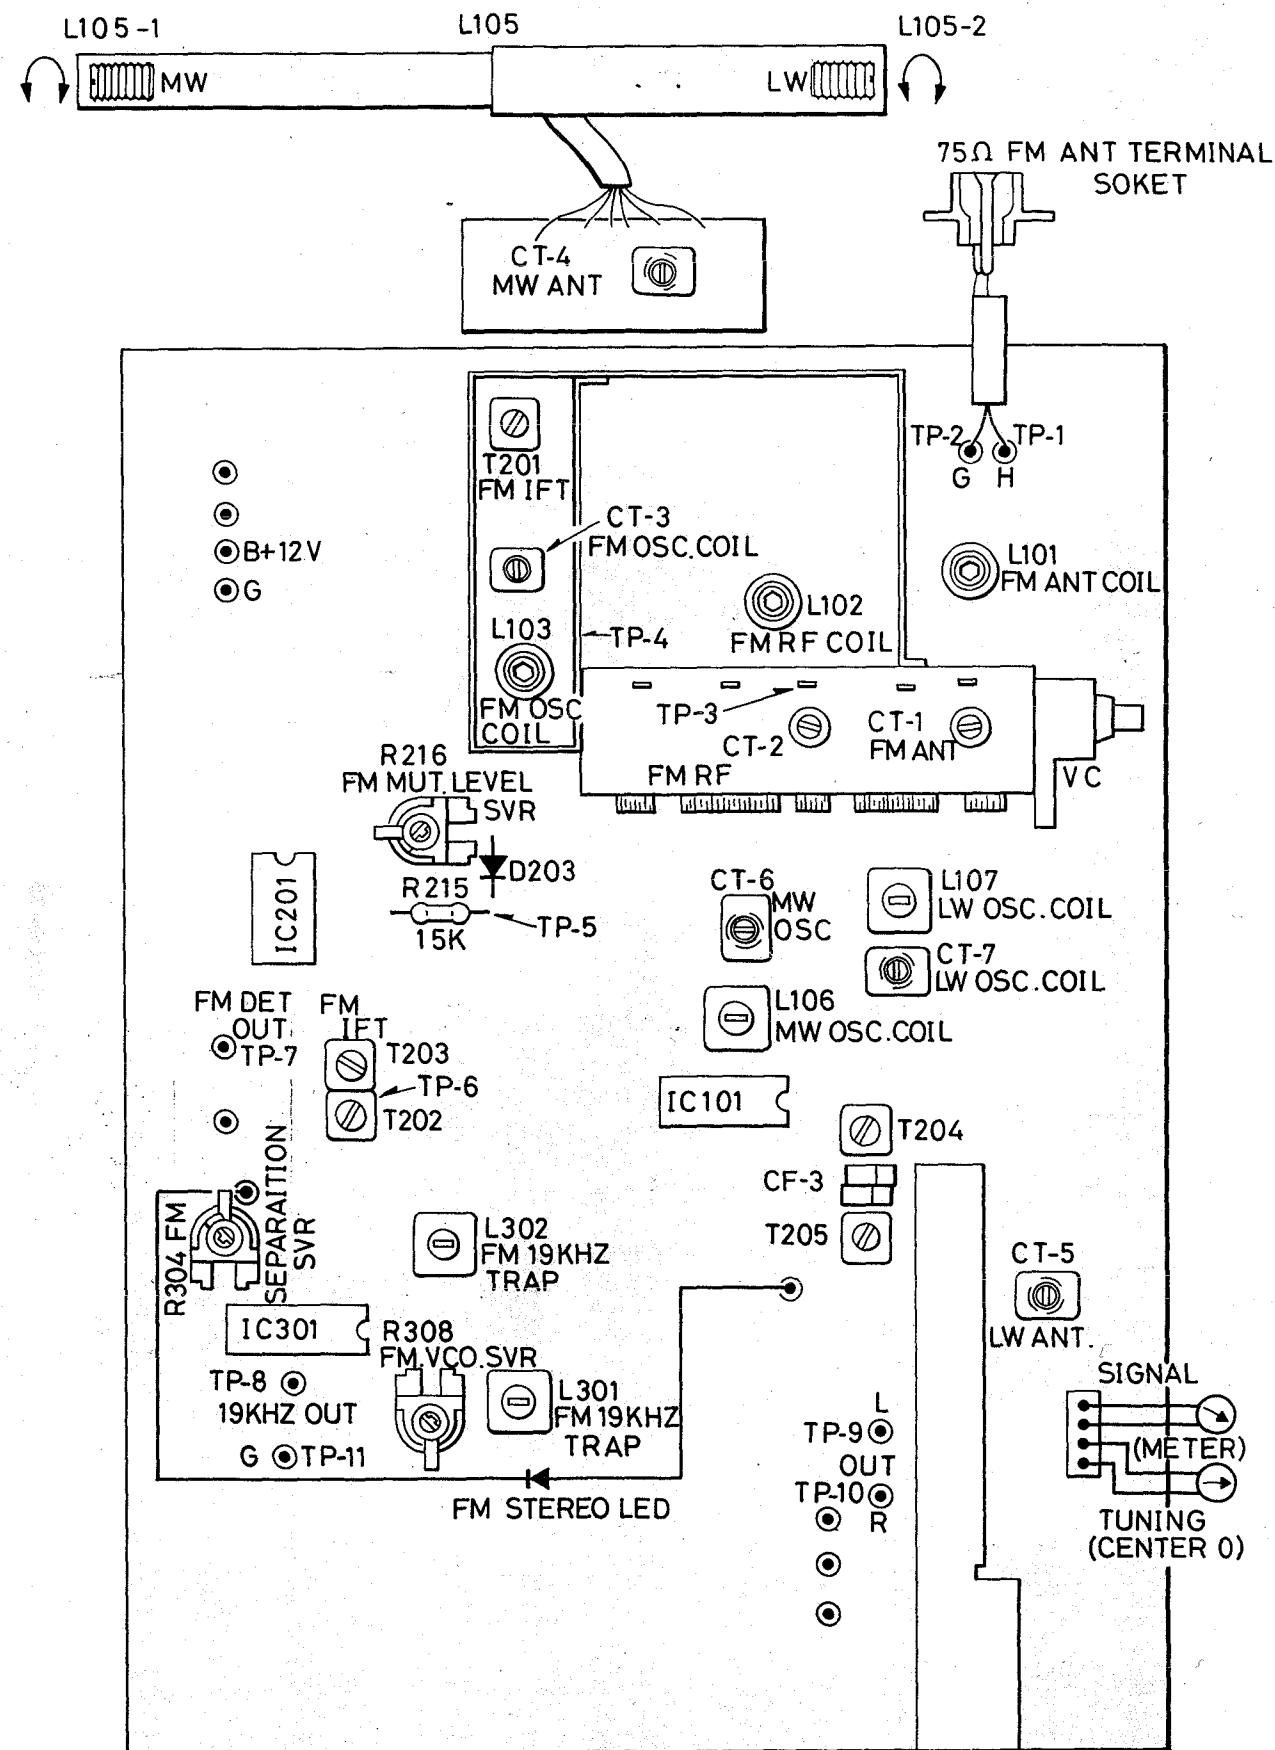 L105-1
L105
L105-2
MW
LW
75Ω FM ANT TERMINAL
SOKET
CT-4
MW ANT
TP-2
TP-1
G
H
T201
FM IFT
CT-3
FM OSC.COIL
B+12V
G
L101
FM ANT COIL
L102
FM RF COIL
L103
TP-4
FM OSC
COIL
TP-3
CT-2
CT-1
FM ANT
FM RF
VC
R216
FM MUT.LEVEL
SVR
D203
R215
15K
TP-5
IC201
CT-6
MW
OSC
L107
LW OSC.COIL
CT-7
LW OSC.COIL
L106
MW OSC.COIL
FM DET
OUT
TP-7
FM
IFT
T203
TP-6
T202
IC101
T204
CF-3
T205
R304 FM
SEPARAITION
SVR
L302
FM 19KHZ
TRAP
CT-5
LW ANT.
IC301
R308
FM.VCO.SVR
TP-8
19KHZ OUT
G
TP-11
L301
FM 19KHZ
TRAP
FM STEREO LED
L
TP-9
OUT
TP-10
R
SIGNAL
(METER)
TUNING
(CENTER 0)